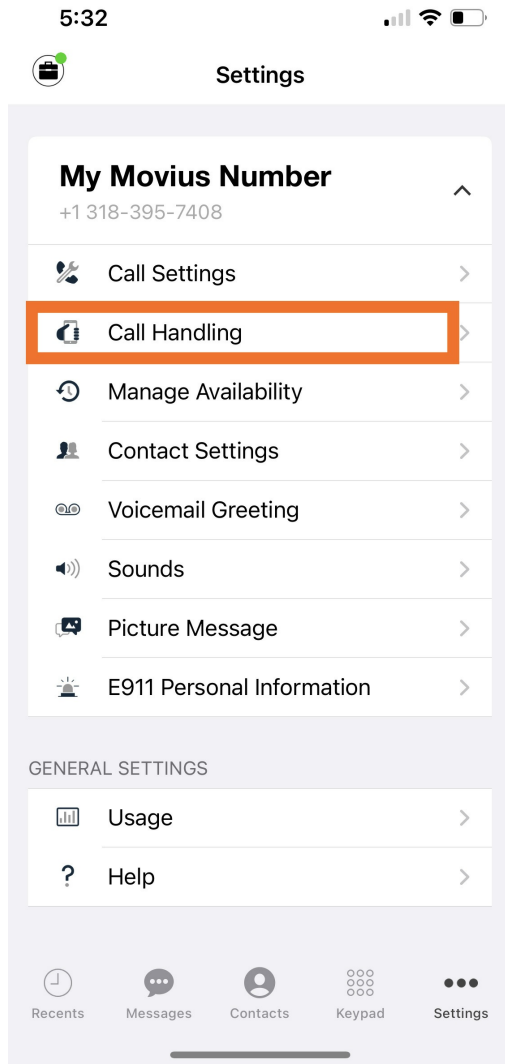 5:32
Settings
My Movius Number
+1 318-395-7408
Call Settings
Call Handling
Manage Availability
Contact Settings
Voicemail Greeting
Sounds
Picture Message
E911 Personal Information
GENERAL SETTINGS
Usage
? Help
Recents Messages Contacts Keypad Settings